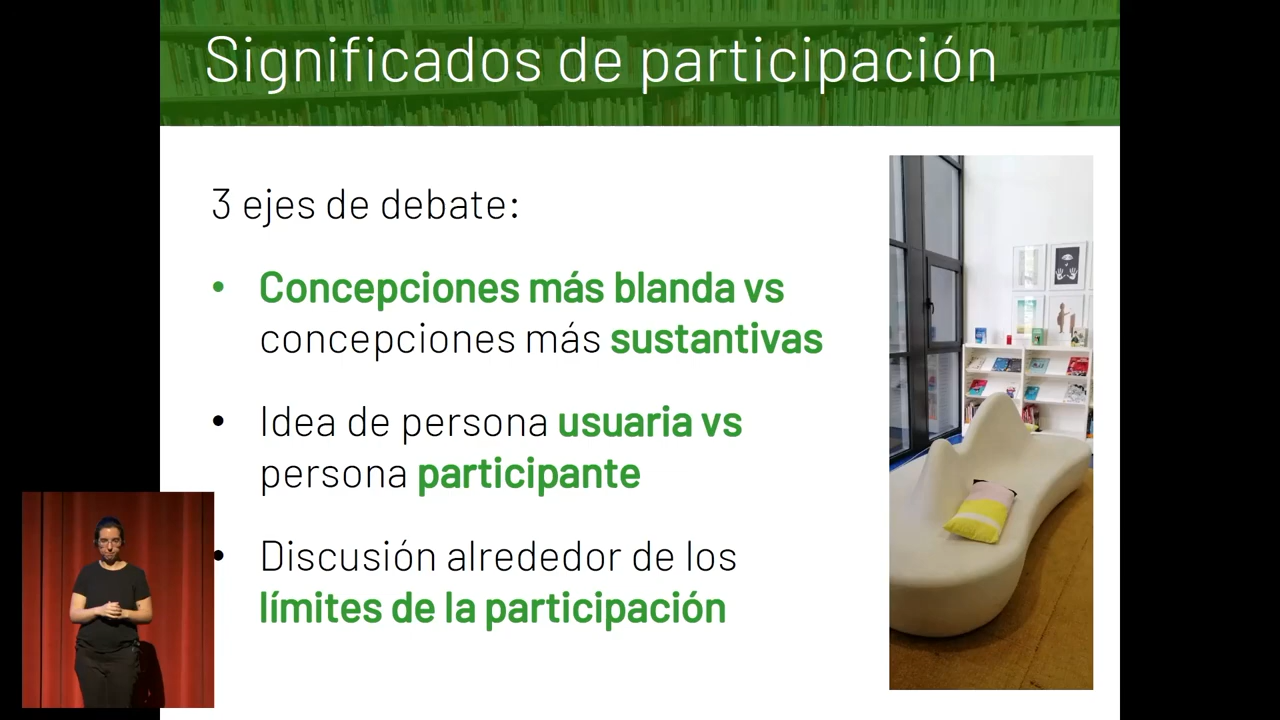 Significados de participación
3 ejes de debate:
• Concepciones más blanda vs
concepciones más sustantivas
• Idea de persona usuaria vs
persona participante
• Discusión alrededor de los
límites de la participación